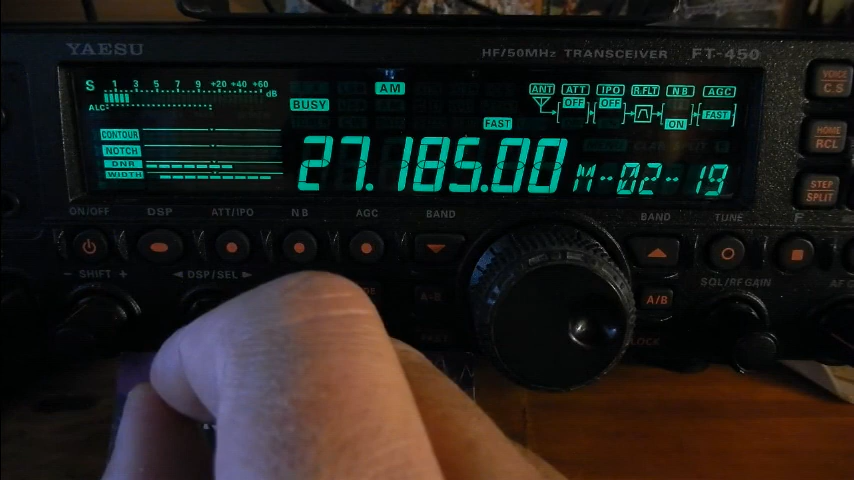 YAESU HF/50MHz TRANSCEIVER FT-450
S 1 3 5 7 9 +20 +40 +60 dB
ALC
BUSY AM
ANT ATT IPO R.FLT NB AGC
OFF OFF ON FAST
FAST
CONTOUR
NOTCH
DNR
WIDTH
27.185.00 M-02-19
VOICE
C.S
HOME
RCL
STEP
SPLIT
ON/OFF DSP ATT/IPO NB AGC BAND BAND TUNE F
- SHIFT + ◄ DSP/SEL ► SQL/RF GAIN AF
A/B
LOCK